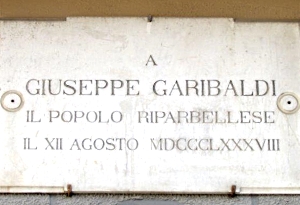 A
GIUSEPPE GARIBALDI
IL POPOLO RIPARBELLESE
IL XII AGOSTO MDCCCLXXXVIII